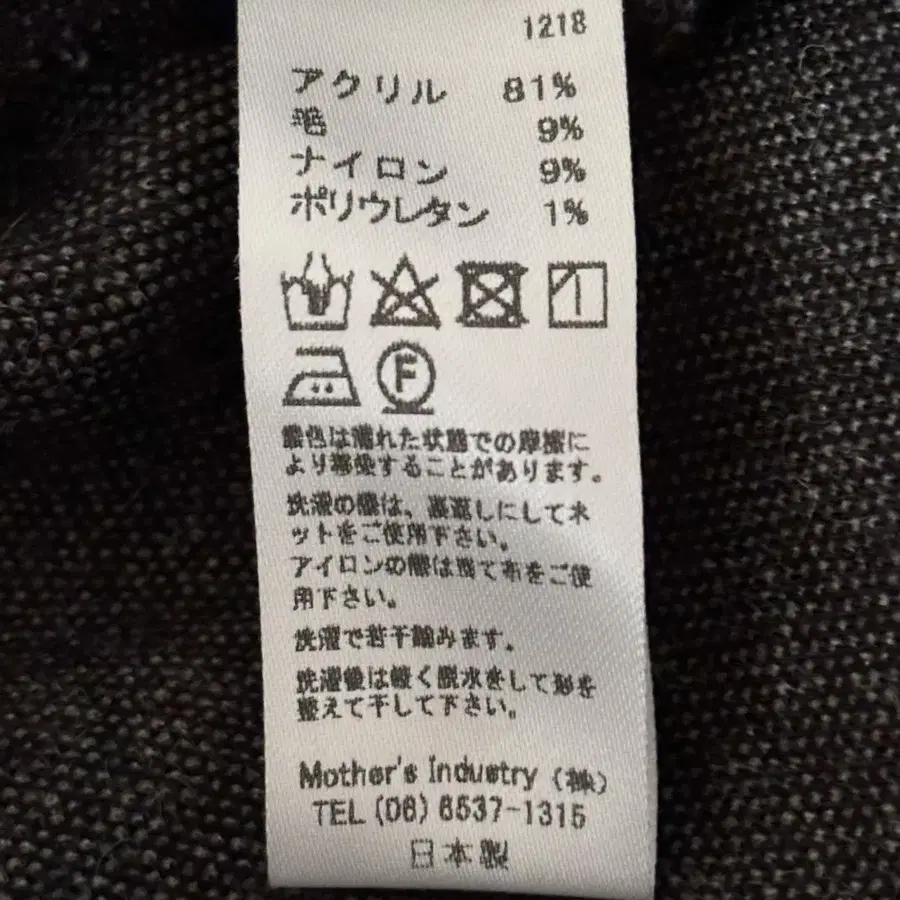 1218
アクリル 81%
毛 9%
ナイロン 9%
ポリウレタン 1%
F
濃色は濡れた状態での摩擦に
より移染することがあります。
洗濯の際は、裏返しにしてネ
ットをご使用下さい。
アイロンの際は当て布をご使
用下さい。
洗濯で若干縮みます。
洗濯後は軽く脱水をして形を
整えて干して下さい。
Mother's Industry (株)
TEL (06) 6537-1315
日本製